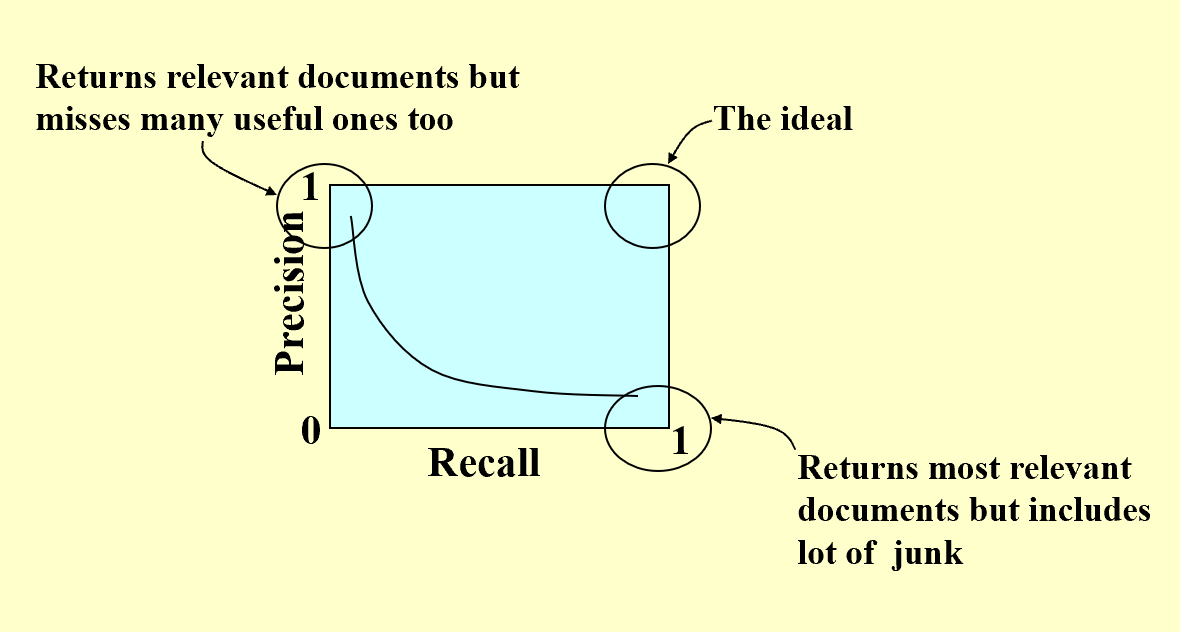 Returns relevant documents but
misses many useful ones too
The ideal
1
Precision
0
Recall
1
Returns most relevant
documents but includes
lot of  junk